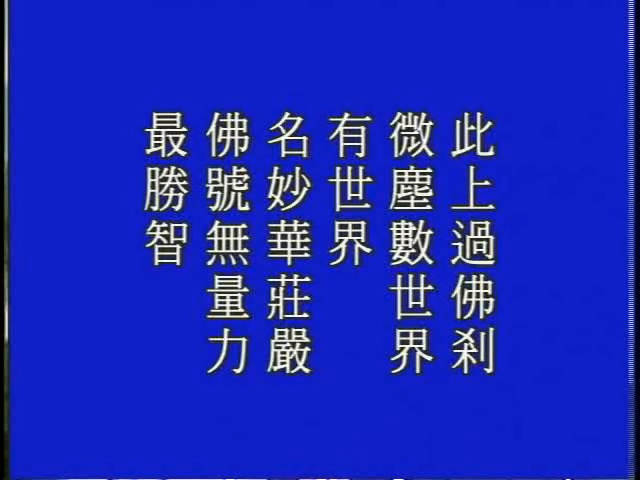 此上過佛刹
微塵數世界
有世界
名妙華莊嚴
佛號無量力
最勝智